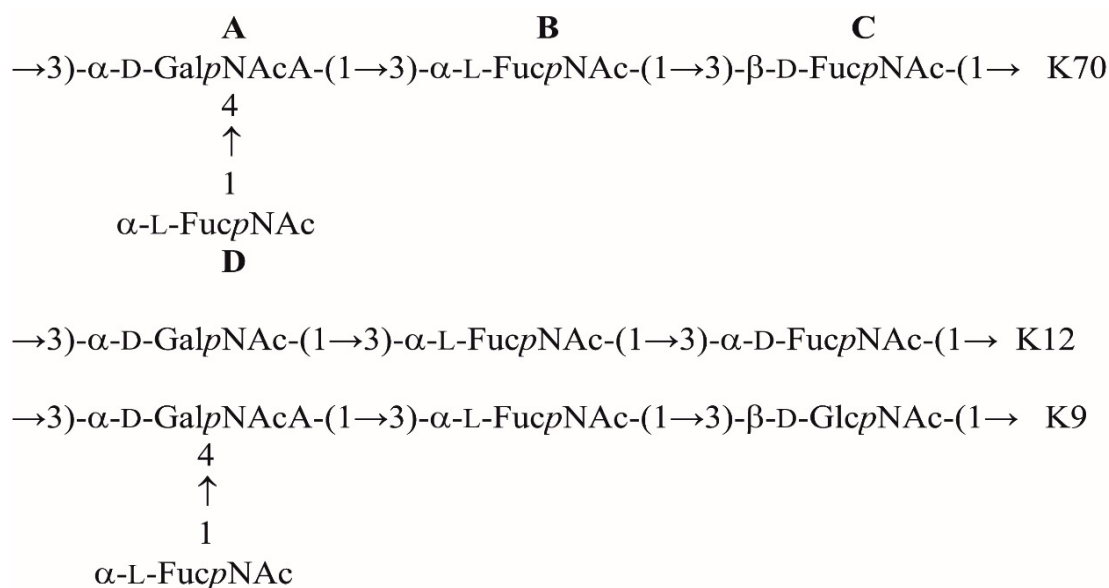 A B C
→3)-α-D-GalpNAcA-(1→3)-α-L-FucpNAc-(1→3)-β-D-FucpNAc-(1→ K70
4
↑
1
α-L-FucpNAc
D
→3)-α-D-GalpNAc-(1→3)-α-L-FucpNAc-(1→3)-α-D-FucpNAc-(1→ K12
→3)-α-D-GalpNAcA-(1→3)-α-L-FucpNAc-(1→3)-β-D-GlcpNAc-(1→ K9
4
↑
1
α-L-FucpNAc